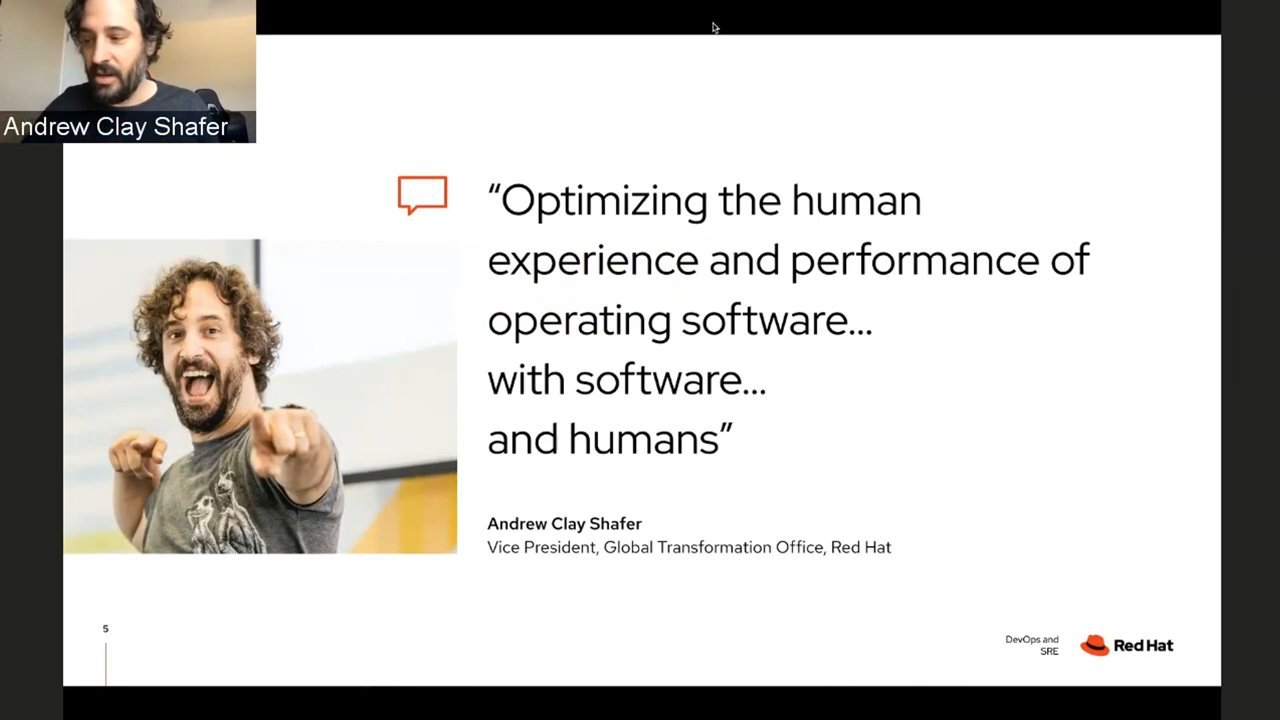 Andrew Clay Shafer
“Optimizing the human
experience and performance of
operating software...
with software...
and humans”
Andrew Clay Shafer
Vice President, Global Transformation Office, Red Hat
5
DevOps and
SRE
Red Hat